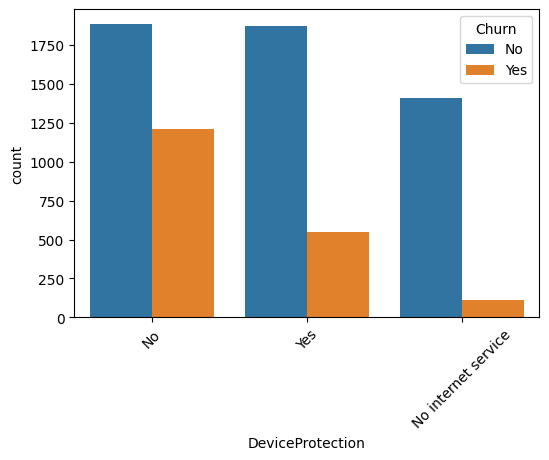 Churn
No
Yes
count
1750
1500
1250
1000
750
500
250
0
No
Yes
No internet service
DeviceProtection